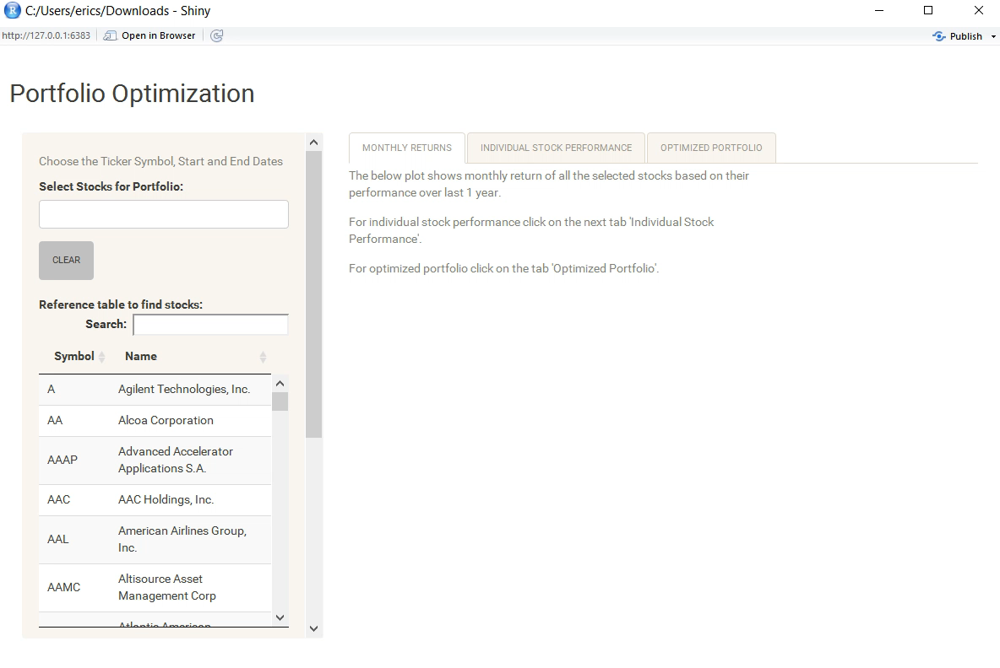 C:/Users/erics/Downloads - Shiny
http://127.0.0.1:6383 Open in Browser Publish
Portfolio Optimization
Choose the Ticker Symbol, Start and End Dates
Select Stocks for Portfolio:
CLEAR
Reference table to find stocks:
Search:
Symbol Name
A Agilent Technologies, Inc.
AA Alcoa Corporation
AAAP Advanced Accelerator
Applications S.A.
AAC AAC Holdings, Inc.
AAL American Airlines Group,
Inc.
AAMC Altisource Asset
Management Corp
Atlantic American
MONTHLY RETURNS INDIVIDUAL STOCK PERFORMANCE OPTIMIZED PORTFOLIO
The below plot shows monthly return of all the selected stocks based on their
performance over last 1 year.
For individual stock performance click on the next tab 'Individual Stock
Performance'.
For optimized portfolio click on the tab 'Optimized Portfolio'.